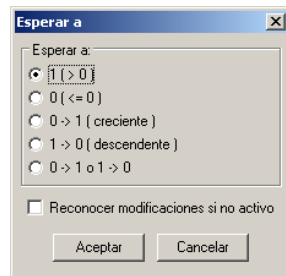 Esperar a
Esperar a:
1 ( > 0 )
0 ( <= 0 )
0 -> 1 ( creciente )
1 -> 0 ( descendente )
0 -> 1 o 1 -> 0
Reconocer modificaciones si no activo
Aceptar
Cancelar